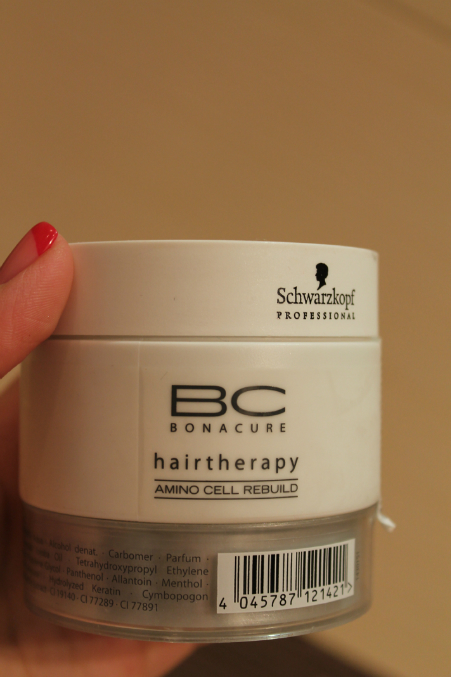 Schwarzkopf
PROFESSIONAL
BC
BONACURE
hairtherapy
AMINO CELL REBUILD
denat. · Carbomer · Parfum ·
Tetrahydroxypropyl Ethylene
Panthenol · Allantoin · Menthol ·
Hydrolyzed Keratin · Cymbopogon
CI 77289 · CI 77891
4 045787 121421 >